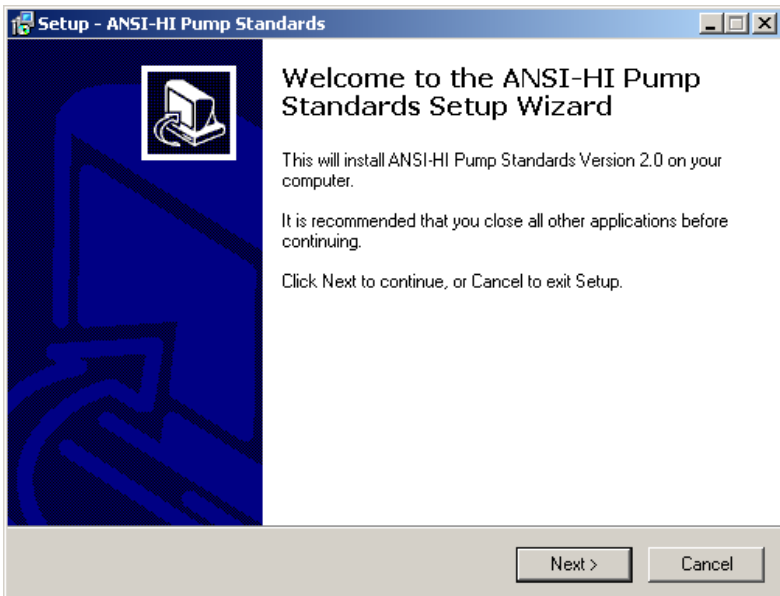 Setup - ANSI-HI Pump Standards
Welcome to the ANSI-HI Pump
Standards Setup Wizard
This will install ANSI-HI Pump Standards Version 2.0 on your
computer.
It is recommended that you close all other applications before
continuing.
Click Next to continue, or Cancel to exit Setup.
Next >
Cancel